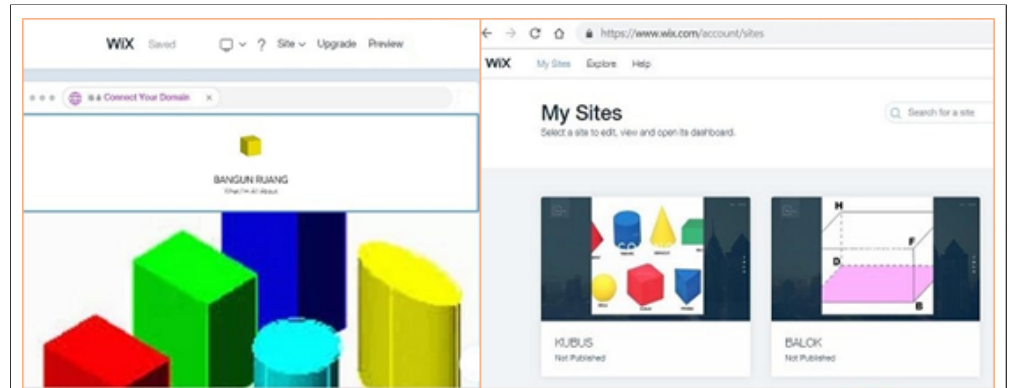 WiX Saved ? Site Upgrade Preview
is a Connect Your Domain x
BANGUN RUANG
What I'm All About
https://www.wix.com/account/sites
WiX My Sites Explore Help
My Sites
Select a site to edit, view and open its dashboard.
Search for a site
KUBUS
Not Published
H
F
D
B
BALOK
Not Published